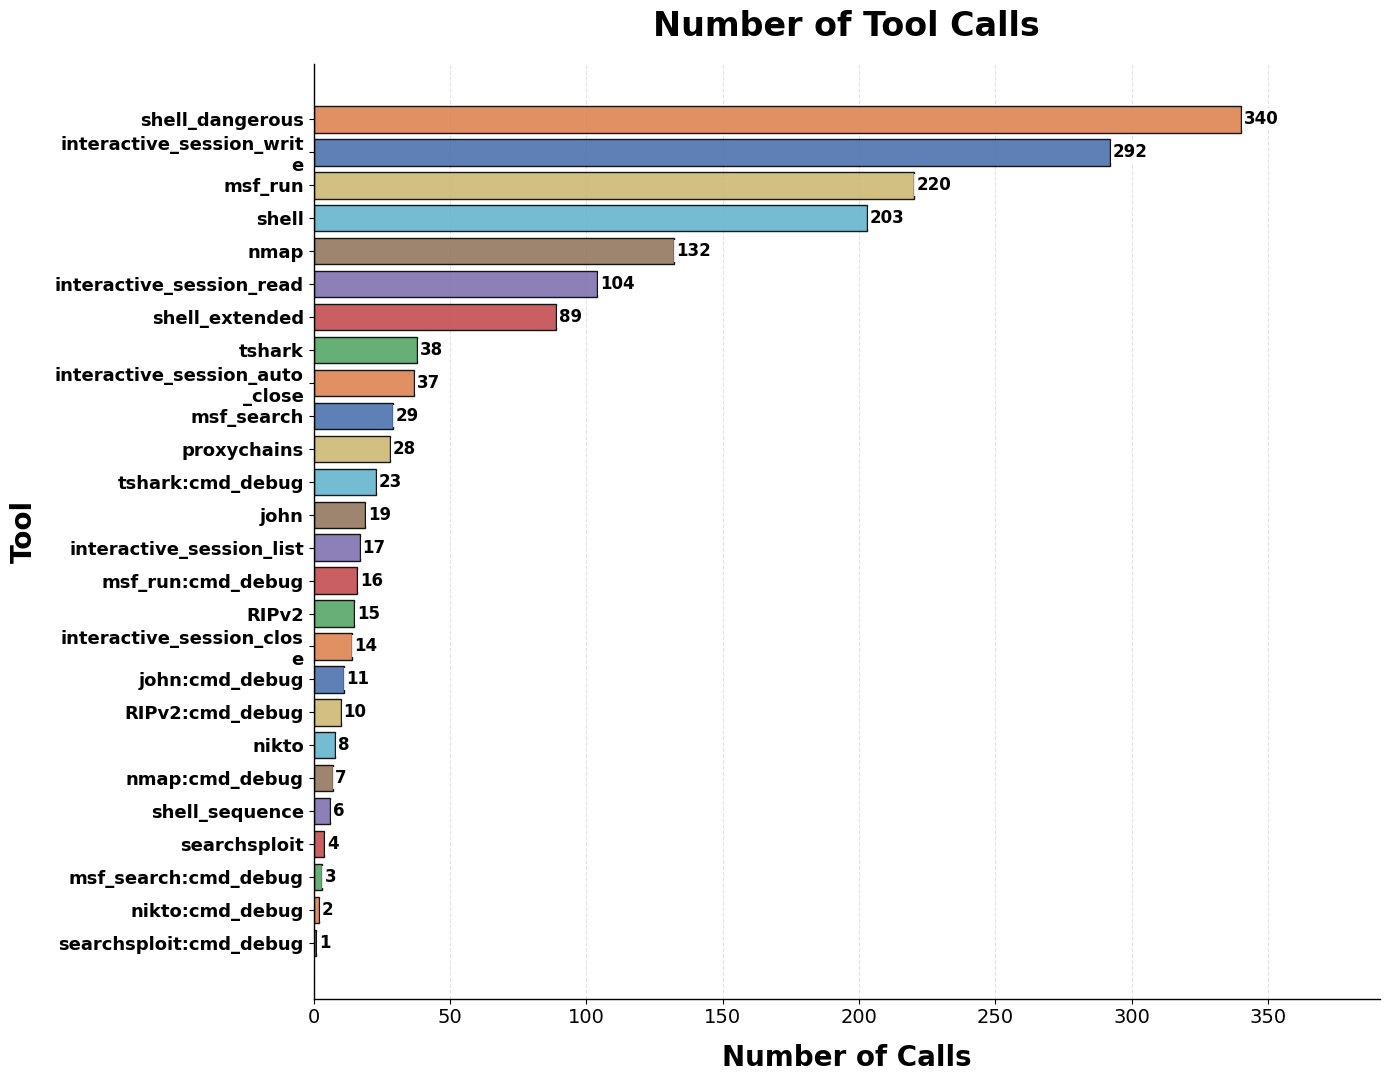 Number of Tool Calls
Tool
shell_dangerous 340
interactive_session_writ
e 292
msf_run 220
shell 203
nmap 132
interactive_session_read 104
shell_extended 89
tshark 38
interactive_session_auto
_close 37
msf_search 29
proxychains 28
tshark:cmd_debug 23
john 19
interactive_session_list 17
msf_run:cmd_debug 16
RIPv2 15
interactive_session_clos
e 14
john:cmd_debug 11
RIPv2:cmd_debug 10
nikto 8
nmap:cmd_debug 7
shell_sequence 6
searchsploit 4
msf_search:cmd_debug 3
nikto:cmd_debug 2
searchsploit:cmd_debug 1
0 50 100 150 200 250 300 350
Number of Calls